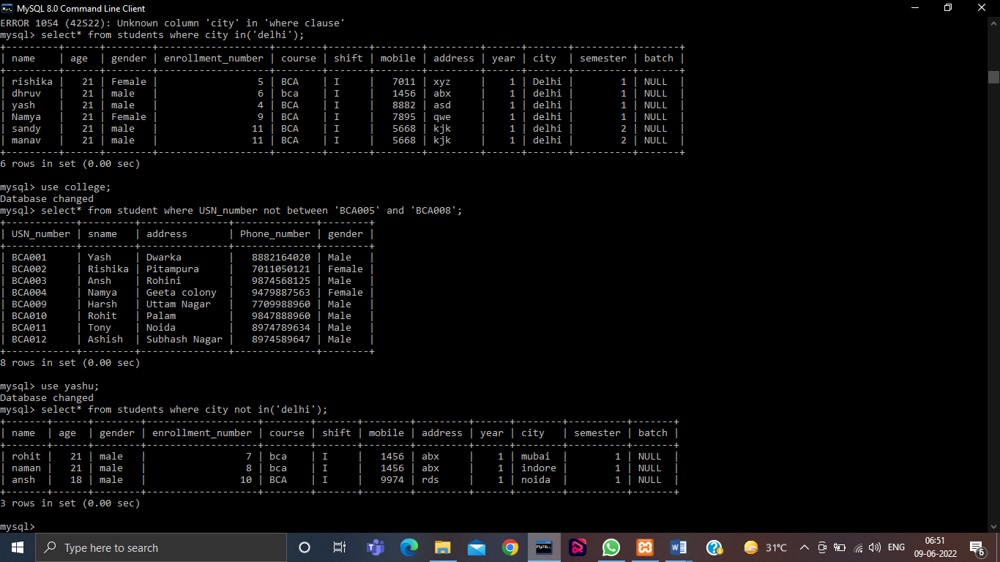 MySQL 8.0 Command Line Client
ERROR 1054 (42S22): Unknown column 'city' in 'where clause'
mysql> select* from students where city in('delhi');
+---------+------+--------+-------------------+--------+-------+--------+---------+------+-------+----------+-------+
| name    | age  | gender | enrollment_number | course | shift | mobile | address | year | city  | semester | batch |
+---------+------+--------+-------------------+--------+-------+--------+---------+------+-------+----------+-------+
| rishika |   21 | Female |                 5 | BCA    | I     |   7011 | xyz     |    1 | Delhi |        1 | NULL  |
| dhruv   |   21 | male   |                 6 | bca    | I     |   1456 | abx     |    1 | delhi |        1 | NULL  |
| yash    |   21 | male   |                 4 | BCA    | I     |   8882 | asd     |    1 | delhi |        1 | NULL  |
| Namya   |   21 | Female |                 9 | BCA    | I     |   7895 | qwe     |    1 | delhi |        1 | NULL  |
| sandy   |   21 | male   |                11 | BCA    | I     |   5668 | kjk     |    1 | delhi |        2 | NULL  |
| manav   |   21 | male   |                11 | BCA    | I     |   5668 | kjk     |    1 | delhi |        2 | NULL  |
+---------+------+--------+-------------------+--------+-------+--------+---------+------+-------+----------+-------+
6 rows in set (0.00 sec)
mysql> use college;
Database changed
mysql> select* from student where USN_number not between 'BCA005' and 'BCA008';
+------------+---------+---------------+--------------+--------+
| USN_number | sname   | address       | Phone_number | gender |
+------------+---------+---------------+--------------+--------+
| BCA001     | Yash    | Dwarka        |   8882164020 | Male   |
| BCA002     | Rishika | Pitampura     |   7011050121 | Female |
| BCA003     | Ansh    | Rohini        |   9874568125 | Male   |
| BCA004     | Namya   | Geeta colony  |   9479887563 | Female |
| BCA009     | Harsh   | Uttam Nagar   |   7709988960 | Male   |
| BCA010     | Rohit   | Palam         |   9847888960 | Male   |
| BCA011     | Tony    | Noida         |   8974789634 | Male   |
| BCA012     | Ashish  | Subhash Nagar |   8974589647 | Male   |
+------------+---------+---------------+--------------+--------+
8 rows in set (0.00 sec)
mysql> use yashu;
Database changed
mysql> select* from students where city not in('delhi');
+-------+------+--------+-------------------+--------+-------+--------+---------+------+--------+----------+-------+
| name  | age  | gender | enrollment_number | course | shift | mobile | address | year | city   | semester | batch |
+-------+------+--------+-------------------+--------+-------+--------+---------+------+--------+----------+-------+
| rohit |   21 | male   |                 7 | bca    | I     |   1456 | abx     |    1 | mubai  |        1 | NULL  |
| naman |   21 | male   |                 8 | bca    | I     |   1456 | abx     |    1 | indore |        1 | NULL  |
| ansh  |   18 | male   |                10 | BCA    | I     |   9974 | rds     |    1 | noida  |        1 | NULL  |
+-------+------+--------+-------------------+--------+-------+--------+---------+------+--------+----------+-------+
3 rows in set (0.00 sec)
mysql>
Type here to search
31°C
ENG
06:51
09-06-2022
6